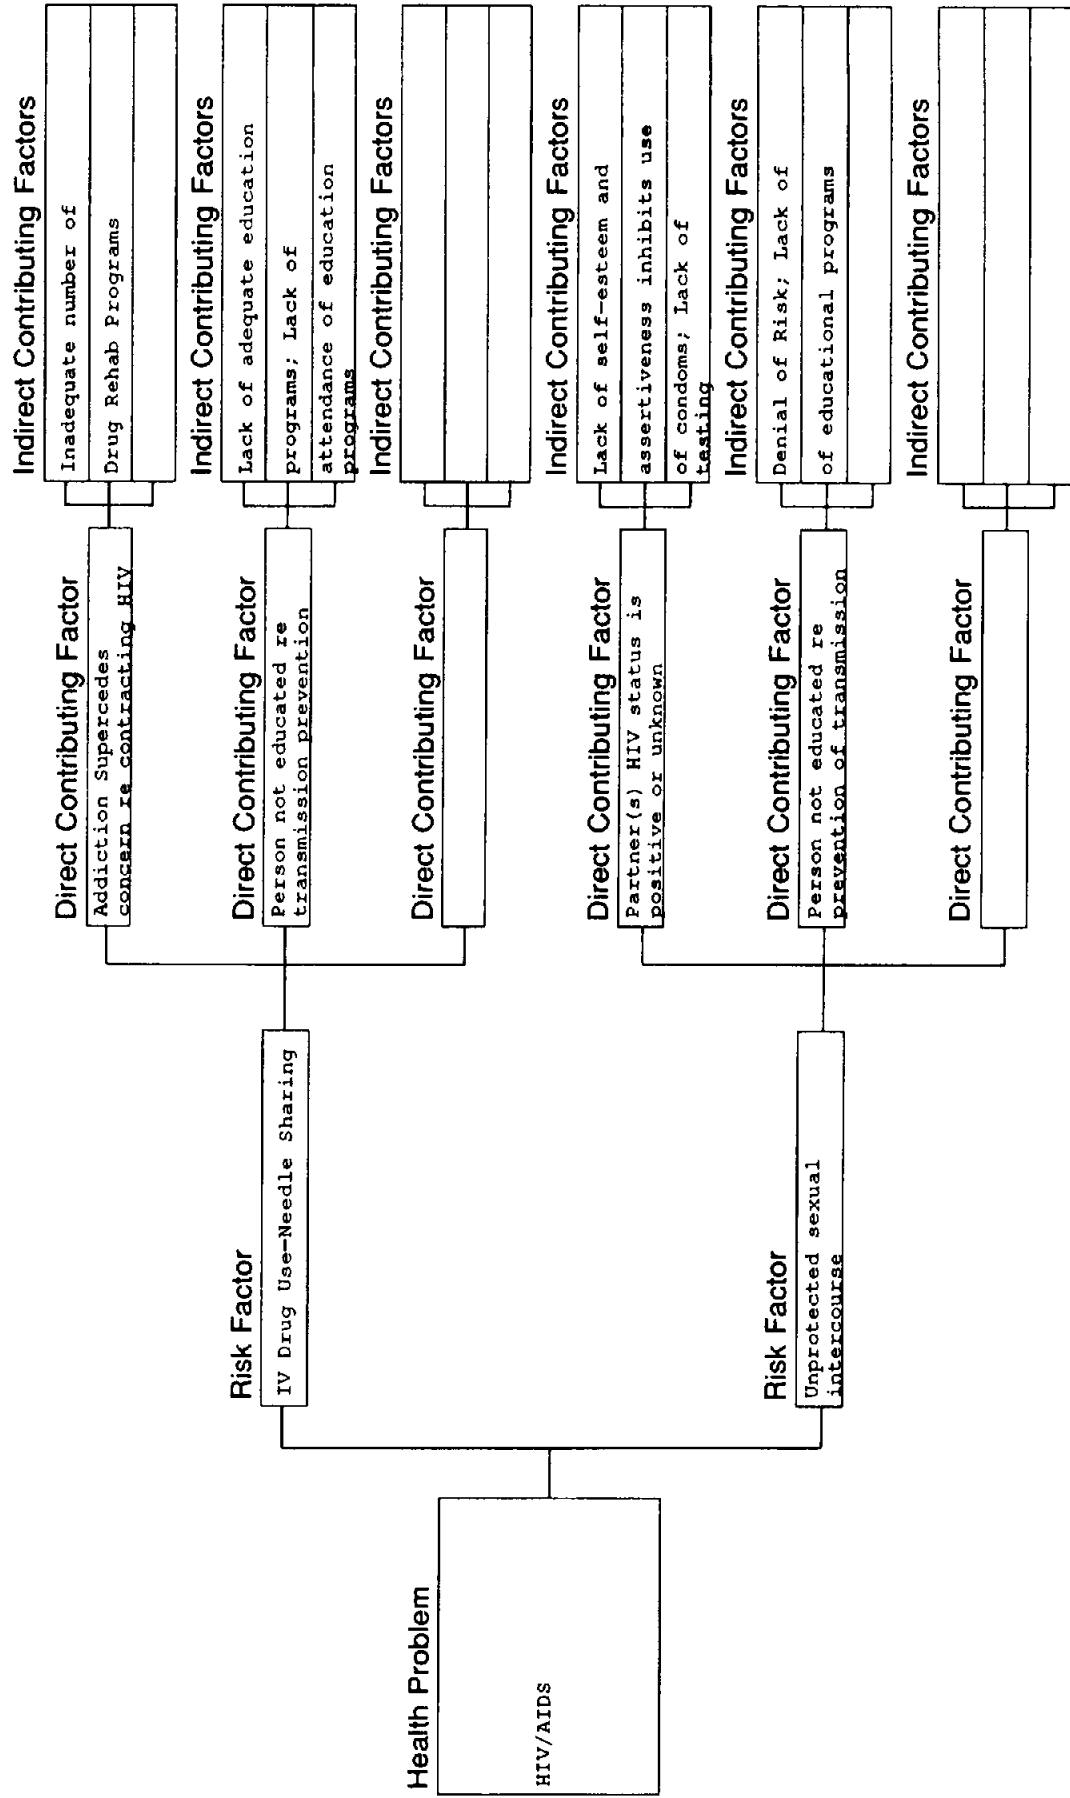 Health Problem
HIV/AIDS
Risk Factor
IV Drug Use-Needle Sharing
Direct Contributing Factor
Addiction Supercedes
concern re contracting HIV
Indirect Contributing Factors
Inadequate number of
Drug Rehab Programs
Direct Contributing Factor
Person not educated re
transmission prevention
Indirect Contributing Factors
Lack of adequate education
programs; Lack of
attendance of education
programs
Direct Contributing Factor
Indirect Contributing Factors
Risk Factor
Unprotected sexual
intercourse
Direct Contributing Factor
Partner(s) HIV status is
positive or unknown
Indirect Contributing Factors
Lack of self-esteem and
assertiveness inhibits use
of condoms; Lack of
testing
Direct Contributing Factor
Person not educated re
prevention of transmission
Indirect Contributing Factors
Denial of Risk; Lack of
of educational programs
Direct Contributing Factor
Indirect Contributing Factors